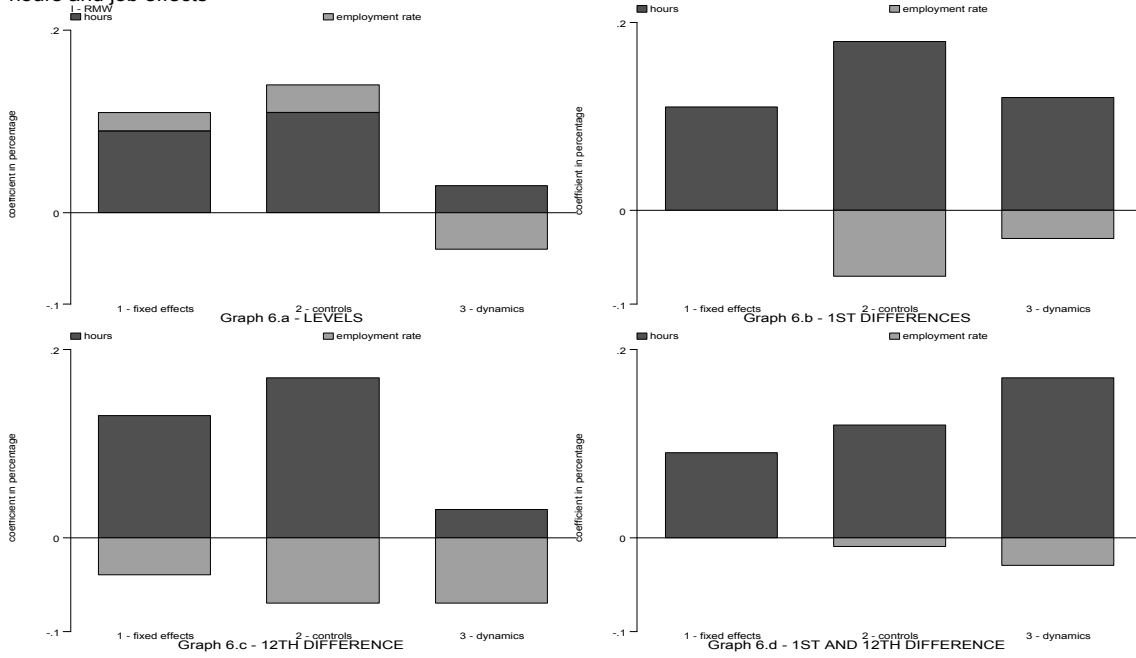 hours and job effects
I - RMW
hours
employment rate
.2
0
-.1
coefficient in percentage
1 - fixed effects
2 - controls
3 - dynamics
Graph 6.a - LEVELS
hours
employment rate
.2
0
-.1
coefficient in percentage
1 - fixed effects
2 - controls
3 - dynamics
Graph 6.b - 1ST DIFFERENCES
hours
employment rate
.2
0
-.1
coefficient in percentage
1 - fixed effects
2 - controls
3 - dynamics
Graph 6.c - 12TH DIFFERENCE
hours
employment rate
.2
0
-.1
coefficient in percentage
1 - fixed effects
2 - controls
3 - dynamics
Graph 6.d - 1ST AND 12TH DIFFERENCE